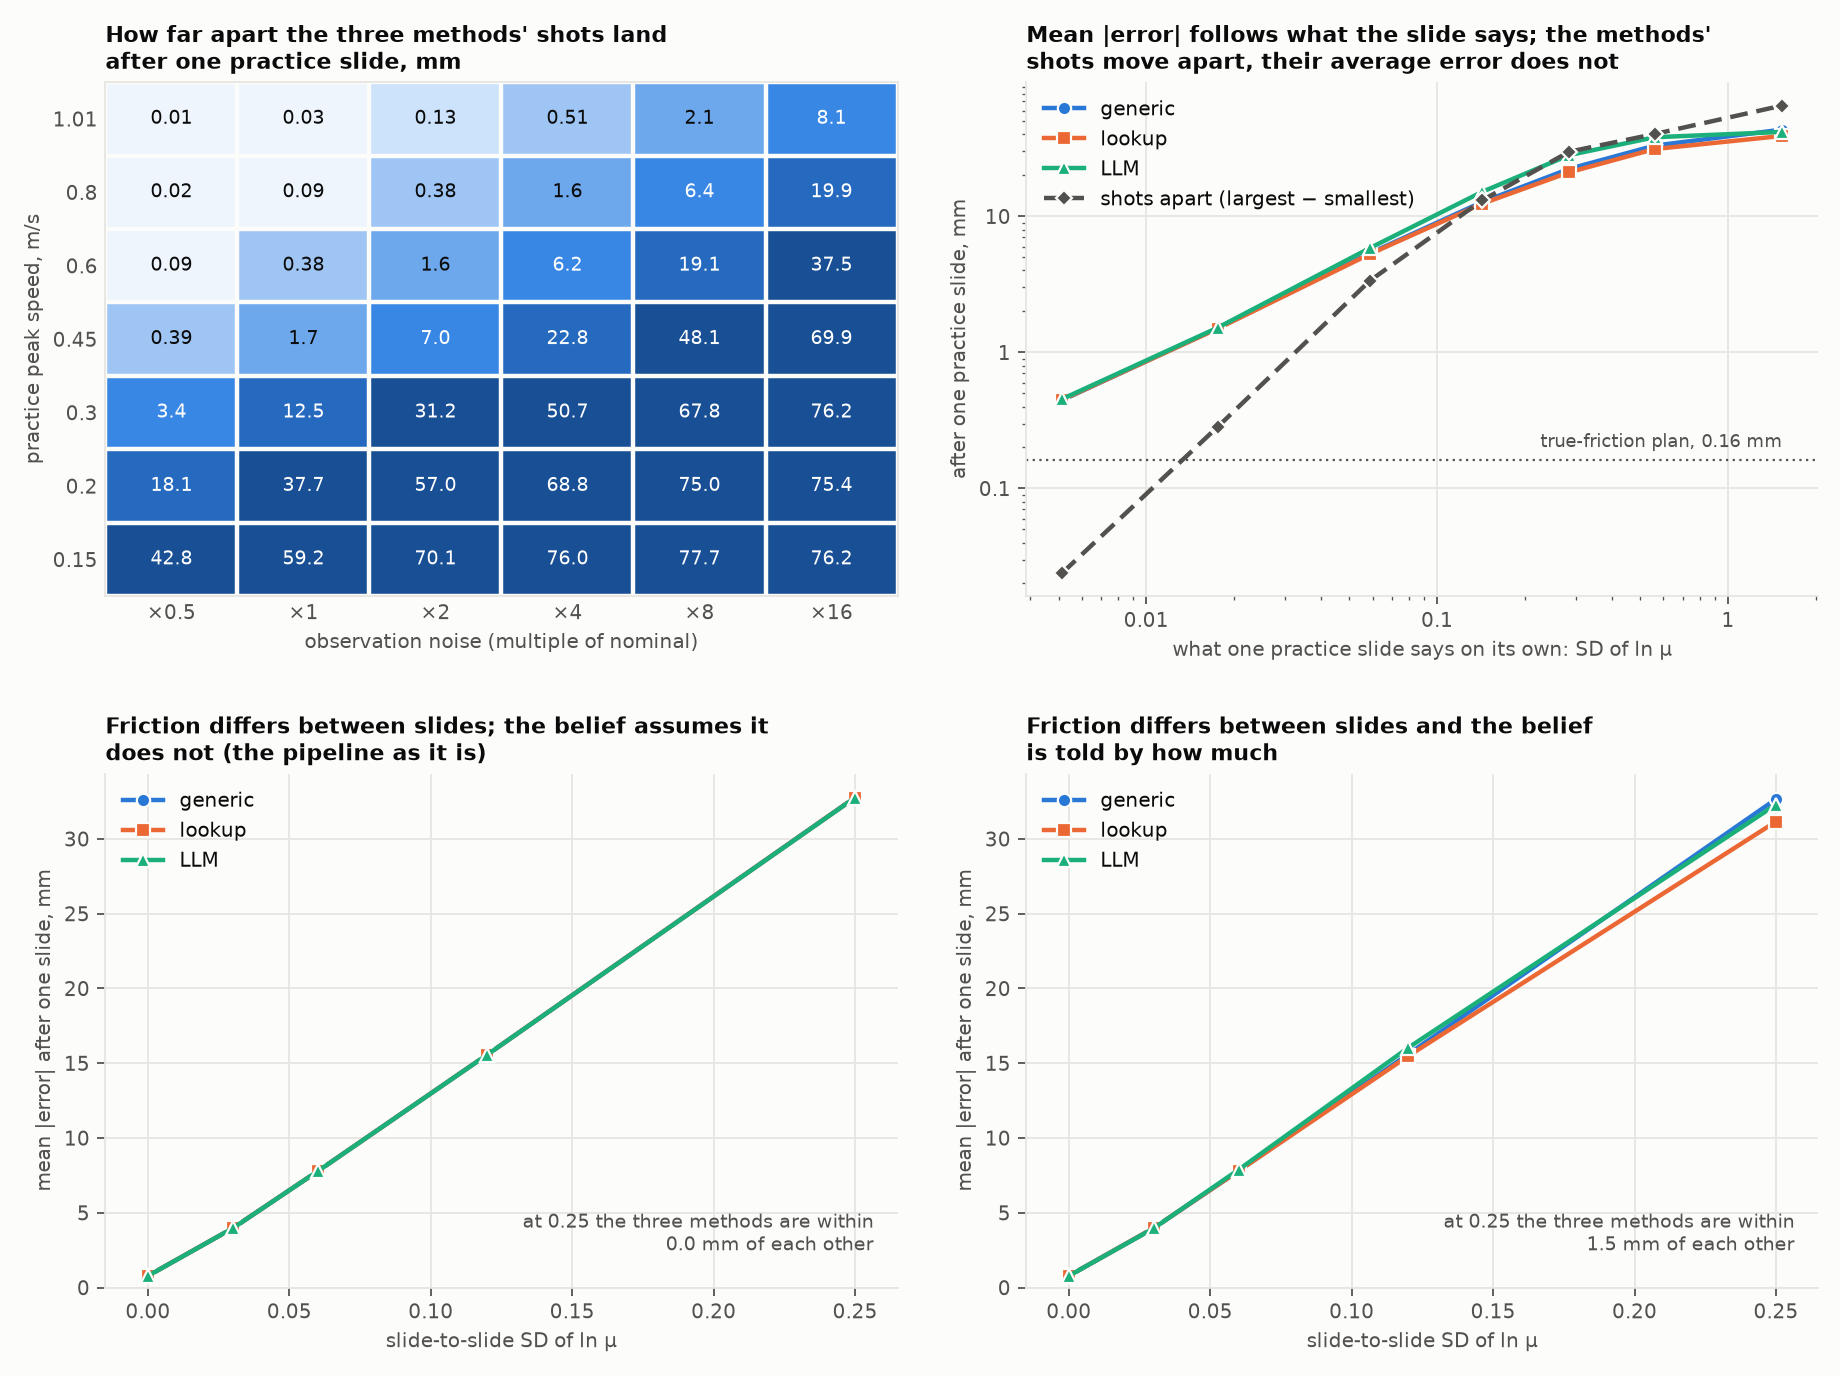 How far apart the three methods' shots land
after one practice slide, mm
practice peak speed, m/s
1.01 0.01 0.03 0.13 0.51 2.1 8.1
0.8 0.02 0.09 0.38 1.6 6.4 19.9
0.6 0.09 0.38 1.6 6.2 19.1 37.5
0.45 0.39 1.7 7.0 22.8 48.1 69.9
0.3 3.4 12.5 31.2 50.7 67.8 76.2
0.2 18.1 37.7 57.0 68.8 75.0 75.4
0.15 42.8 59.2 70.1 76.0 77.7 76.2
×0.5 ×1 ×2 ×4 ×8 ×16
observation noise (multiple of nominal)
Mean |error| follows what the slide says; the methods'
shots move apart, their average error does not
after one practice slide, mm
generic
lookup
LLM
shots apart (largest − smallest)
10
1
0.1
true-friction plan, 0.16 mm
0.01 0.1 1
what one practice slide says on its own: SD of ln μ
Friction differs between slides; the belief assumes it
does not (the pipeline as it is)
mean |error| after one slide, mm
generic
lookup
LLM
30
25
20
15
10
5
0
at 0.25 the three methods are within
0.0 mm of each other
0.00 0.05 0.10 0.15 0.20 0.25
slide-to-slide SD of ln μ
Friction differs between slides and the belief
is told by how much
mean |error| after one slide, mm
generic
lookup
LLM
30
25
20
15
10
5
0
at 0.25 the three methods are within
1.5 mm of each other
0.00 0.05 0.10 0.15 0.20 0.25
slide-to-slide SD of ln μ